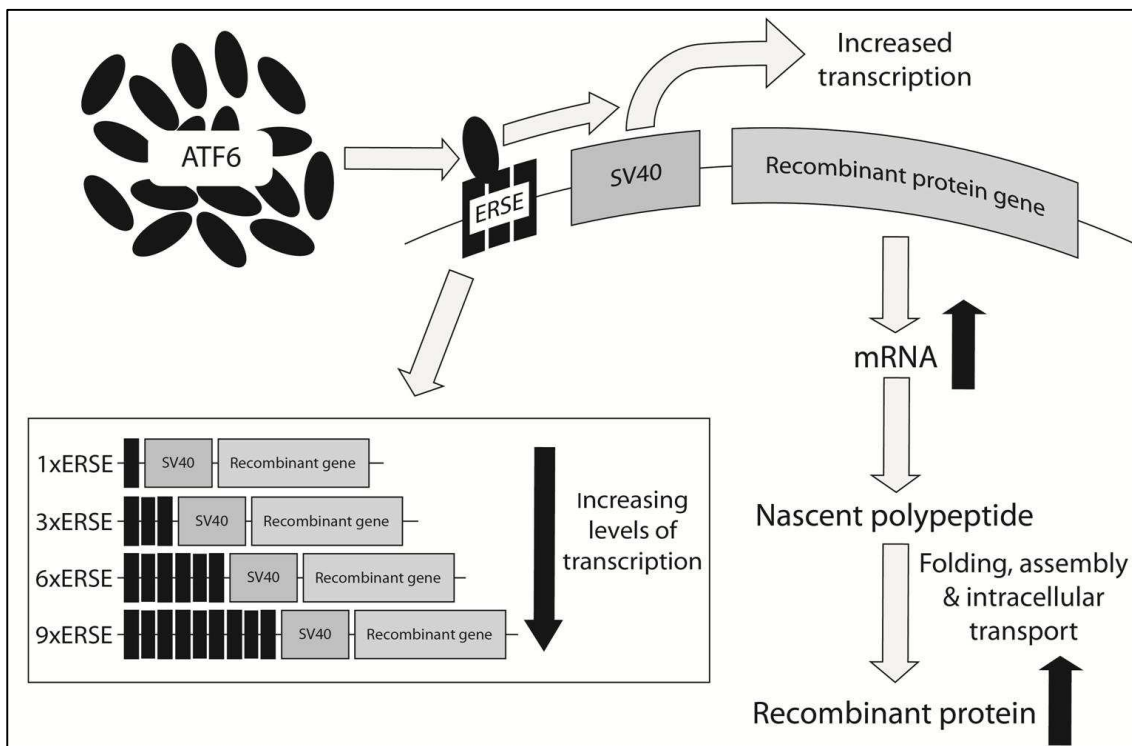 ATF6
ERSE
SV40
Recombinant protein gene
Increased
transcription
mRNA
Nascent polypeptide
Folding, assembly
& intracellular
transport
Recombinant protein
1xERSE
SV40
Recombinant gene
3xERSE
SV40
Recombinant gene
6xERSE
SV40
Recombinant gene
9xERSE
SV40
Recombinant gene
Increasing
levels of
transcription